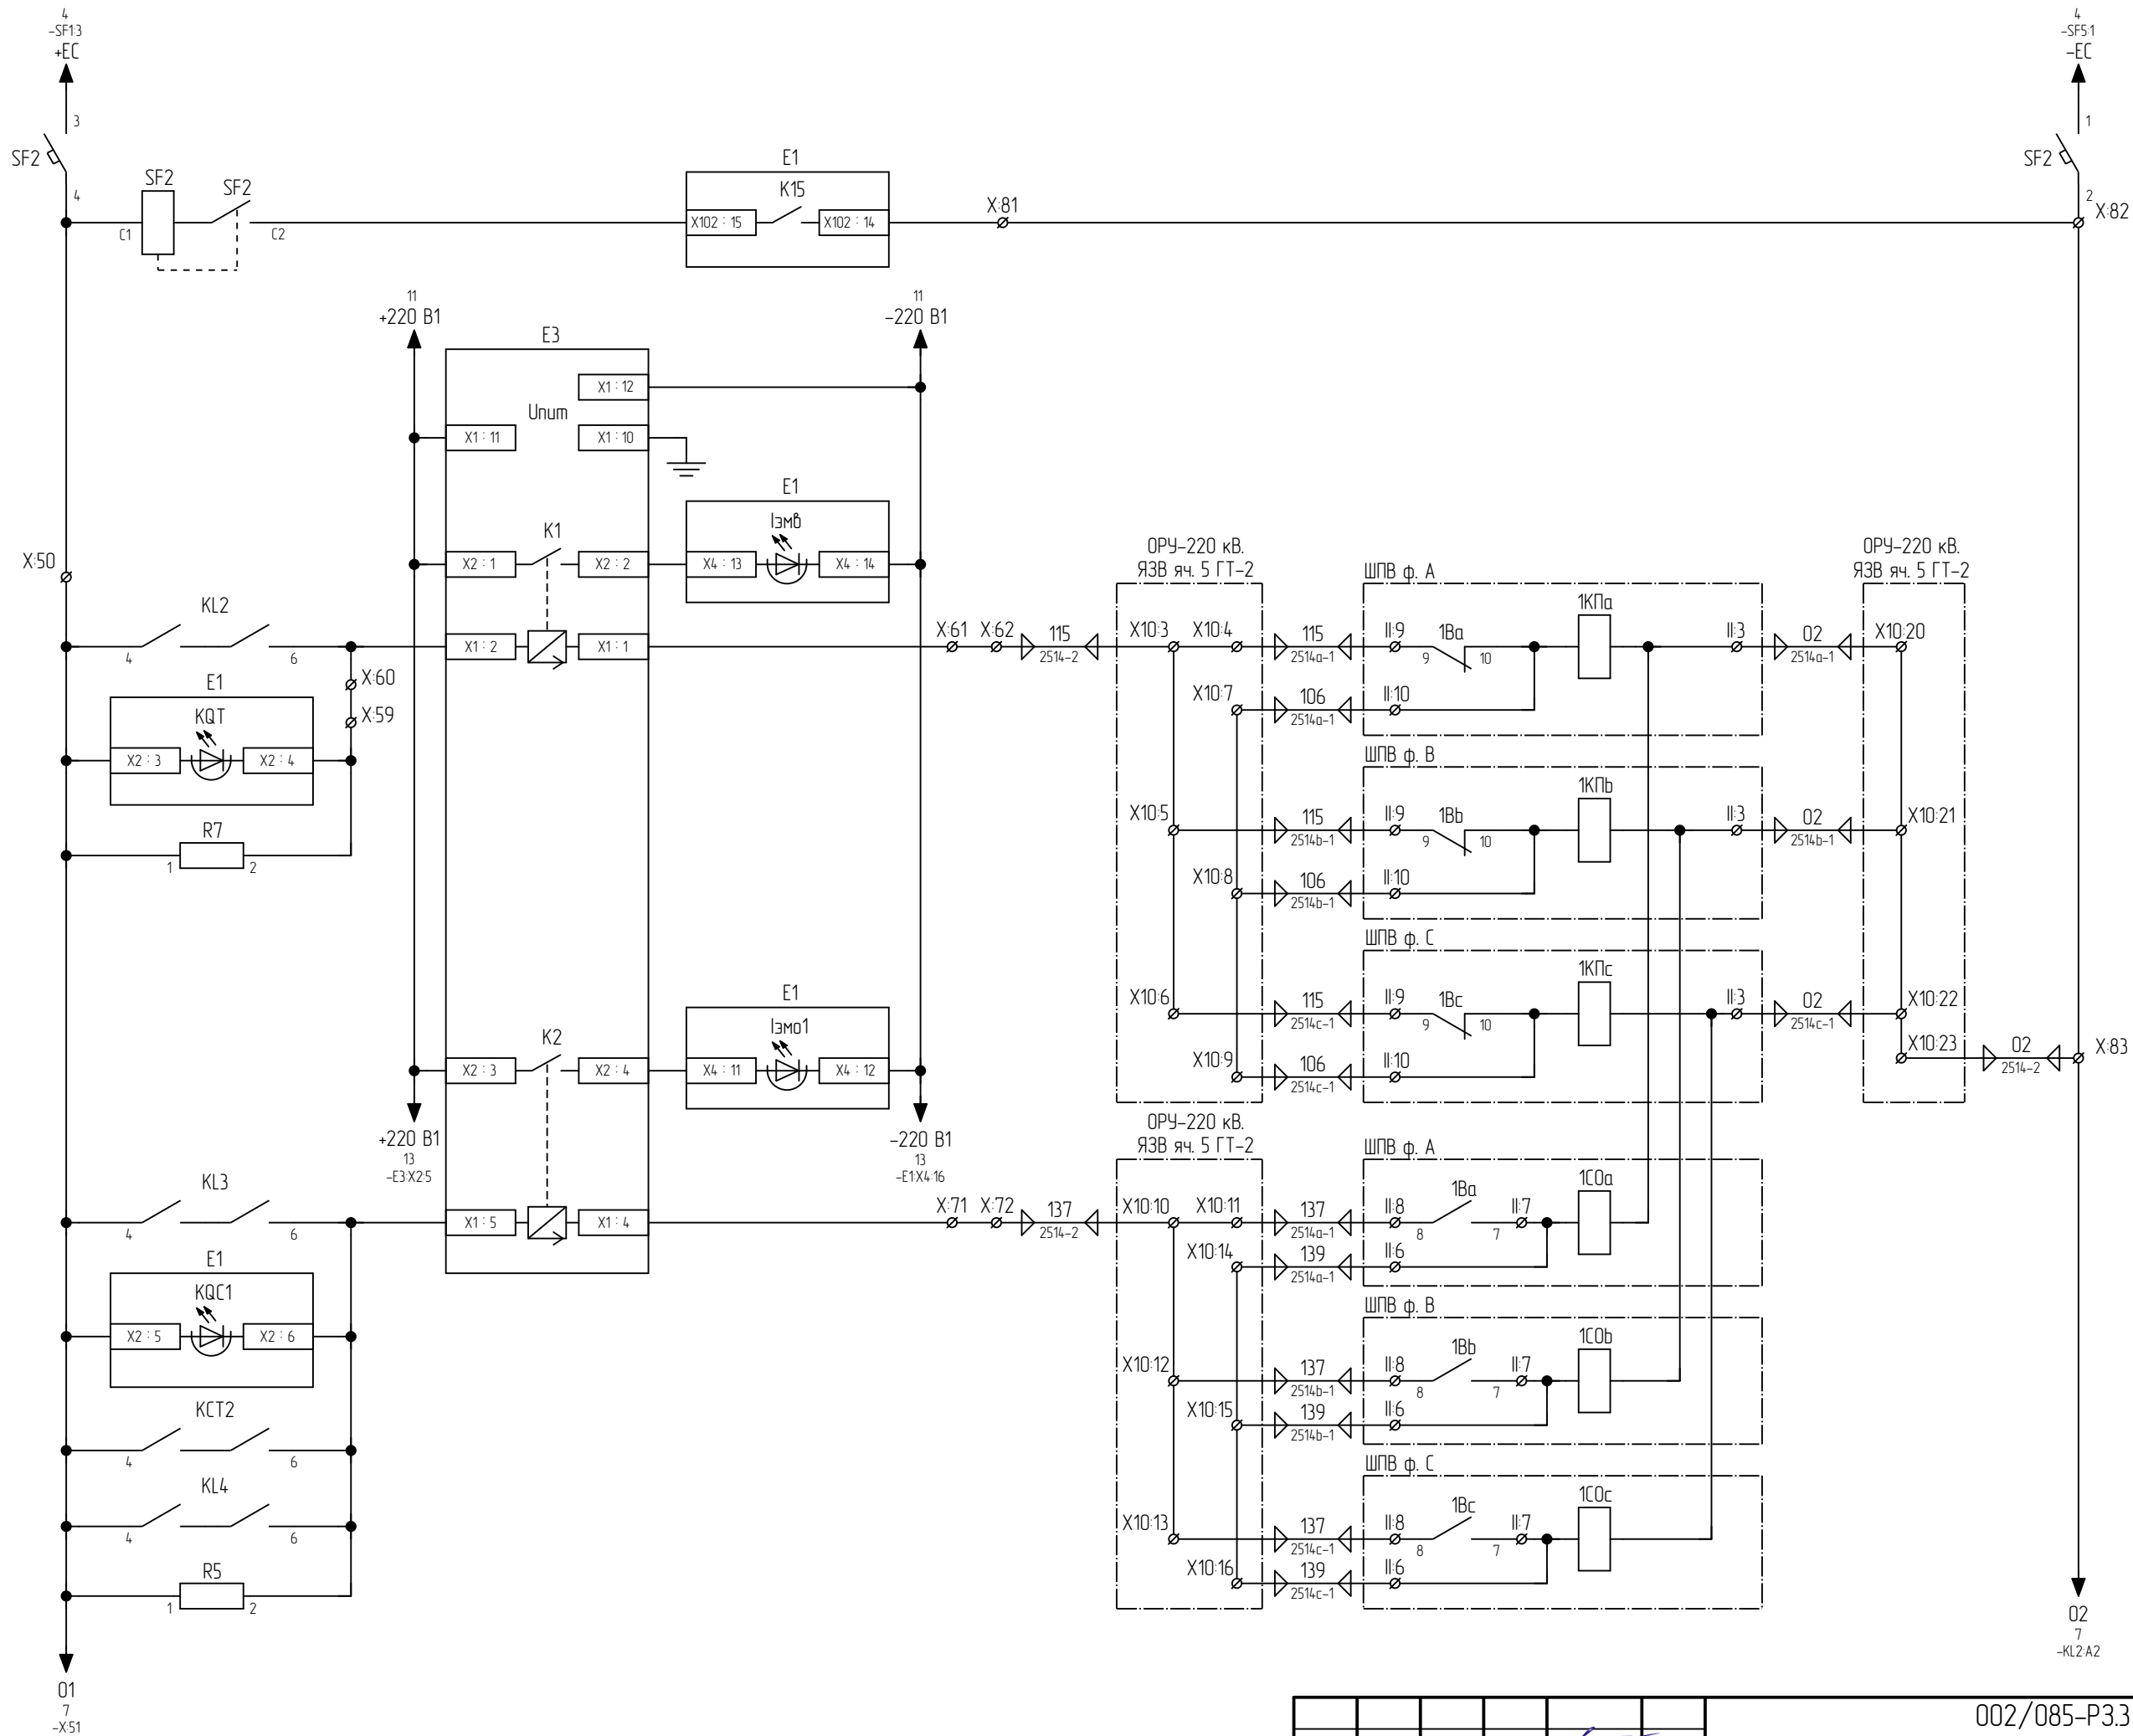 4
-SF1:3
+EC
3
SF2
4
SF2
SF2
C1
C2
E1
K15
X102 : 15
X102 : 14
X:81
4
-SF5:1
-EC
1
SF2
2
X:82
11
+220 В1
11
-220 В1
E3
X1 : 12
Uпит
X1 : 11
X1 : 10
E1
Iэмв
K1
X2 : 1
X2 : 2
X4 : 13
X4 : 14
X:50
KL2
4
6
X1 : 2
X1 : 1
X:61
X:62
115
2514-2
X:60
X:59
E1
KQT
X2 : 3
X2 : 4
R7
1
2
ОРУ-220 кВ.
ЯЗВ яч. 5 ГТ-2
X10:3
X10:4
115
2514a-1
ШПВ ф. А
II:9
1Ва
9
10
1КПа
II:3
02
2514a-1
ОРУ-220 кВ.
ЯЗВ яч. 5 ГТ-2
X10:20
X10:7
106
2514a-1
II:10
ШПВ ф. В
X10:5
115
2514b-1
II:9
1Вb
9
10
1КПb
II:3
02
2514b-1
X10:21
X10:8
106
2514b-1
II:10
ШПВ ф. С
X10:6
115
2514c-1
II:9
1Вс
9
10
1КПс
II:3
02
2514c-1
X10:22
X10:9
106
2514c-1
II:10
X10:23
02
2514-2
X:83
E1
Iэмо1
K2
X2 : 3
X2 : 4
X4 : 11
X4 : 12
+220 В1
13
-E3:X2:5
-220 В1
13
-E1:X4:16
KL3
4
6
X1 : 5
X1 : 4
X:71
X:72
137
2514-2
E1
KQC1
X2 : 5
X2 : 6
KCT2
4
6
KL4
4
6
R5
1
2
ОРУ-220 кВ.
ЯЗВ яч. 5 ГТ-2
X10:10
X10:11
137
2514a-1
ШПВ ф. А
II:8
1Ва
8
7
II:7
1СОа
X10:14
139
2514a-1
II:6
ШПВ ф. В
X10:12
137
2514b-1
II:8
1Вb
8
7
II:7
1СОb
X10:15
139
2514b-1
II:6
ШПВ ф. С
X10:13
137
2514c-1
II:8
1Вс
8
7
II:7
1СОс
X10:16
139
2514c-1
II:6
01
7
-X:51
02
7
-KL2:A2
002/085-Р3.3